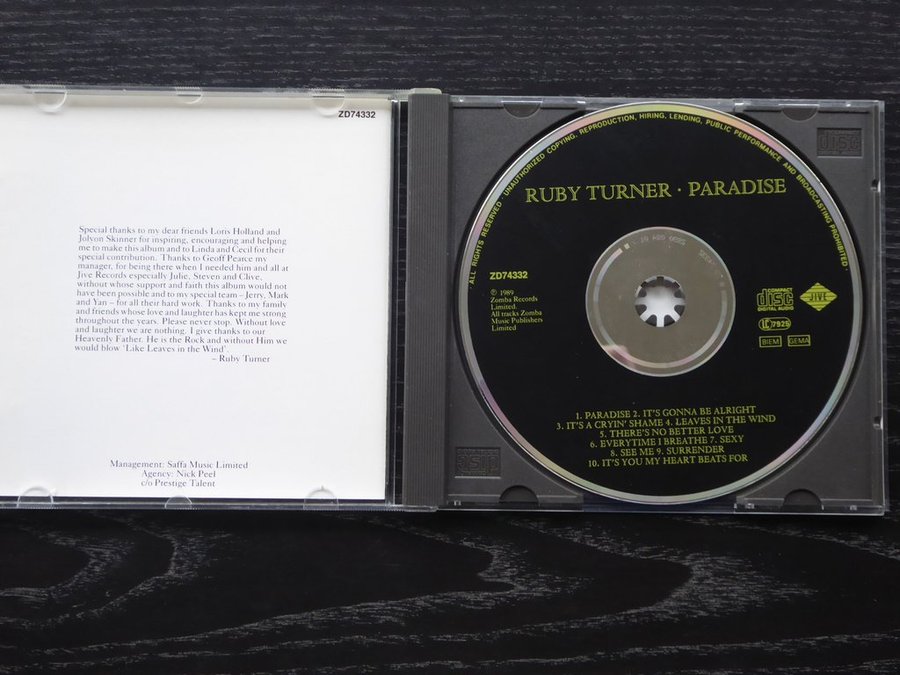 ZD74332
Special thanks to my dear friends Loris Holland and
Jolyon Skinner for inspiring, encouraging and helping
me to make this album and to Linda and Cecil for their
special contribution. Thanks to Geoff Pearce my
manager, for being there when I needed him and all at
Jive Records especially Julie, Steven and Clive,
without whose support and faith this album would not
have been possible and to my special team – Jerry, Mark
and Yan – for all their hard work. Thanks to my family
and friends whose love and laughter has kept me strong
throughout the years. Please never stop. Without love
and laughter we are nothing. I give thanks to our
Heavenly Father. He is the Rock and without Him we
would blow 'Like Leaves in the Wind'.
– Ruby Turner
Management: Saffa Music Limited
Agency: Nick Peel
c/o Prestige Talent
· ALL RIGHTS RESERVED · UNAUTHORIZED COPYING, REPRODUCTION, HIRING, LENDING, PUBLIC PERFORMANCE AND BROADCASTING PROHIBITED ·
RUBY TURNER · PARADISE
ZD74332
℗ 1989
Zomba Records
Limited.
All tracks Zomba
Music Publishers
Limited
COMPACT
disc
DIGITAL AUDIO
JIVE
LC 7925
BIEM
GEMA
1. PARADISE 2. IT'S GONNA BE ALRIGHT
3. IT'S A CRYIN' SHAME 4. LEAVES IN THE WIND
5. THERE'S NO BETTER LOVE
6. EVERYTIME I BREATHE 7. SEXY
8. SEE ME 9. SURRENDER
10. IT'S YOU MY HEART BEATS FOR